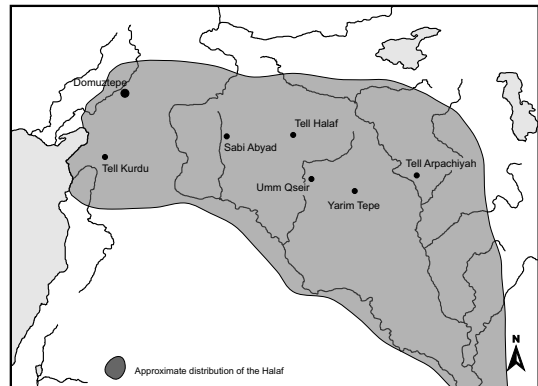 Domuztepe
Tell Halaf
Sabi Abyad
Tell Kurdu
Tell Arpachiyah
Umm Qseir
Yarim Tepe
N
Approximate distribution of the Halaf